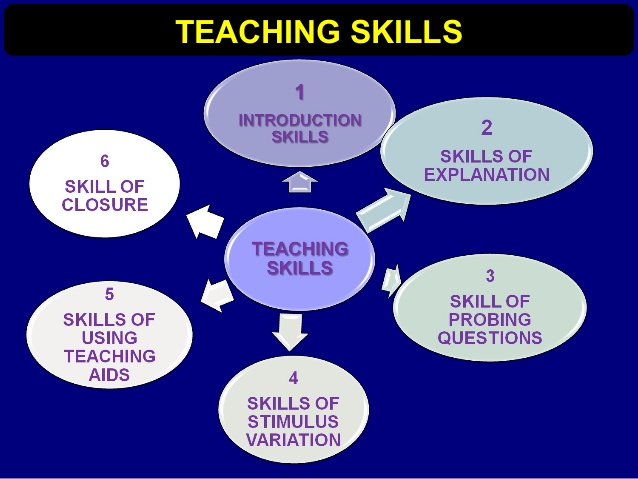 TEACHING SKILLS
1
INTRODUCTION
SKILLS
2
SKILLS OF
EXPLANATION
3
SKILL OF
PROBING
QUESTIONS
4
SKILLS OF
STIMULUS
VARIATION
5
SKILLS OF
USING
TEACHING
AIDS
6
SKILL OF
CLOSURE
TEACHING
SKILLS